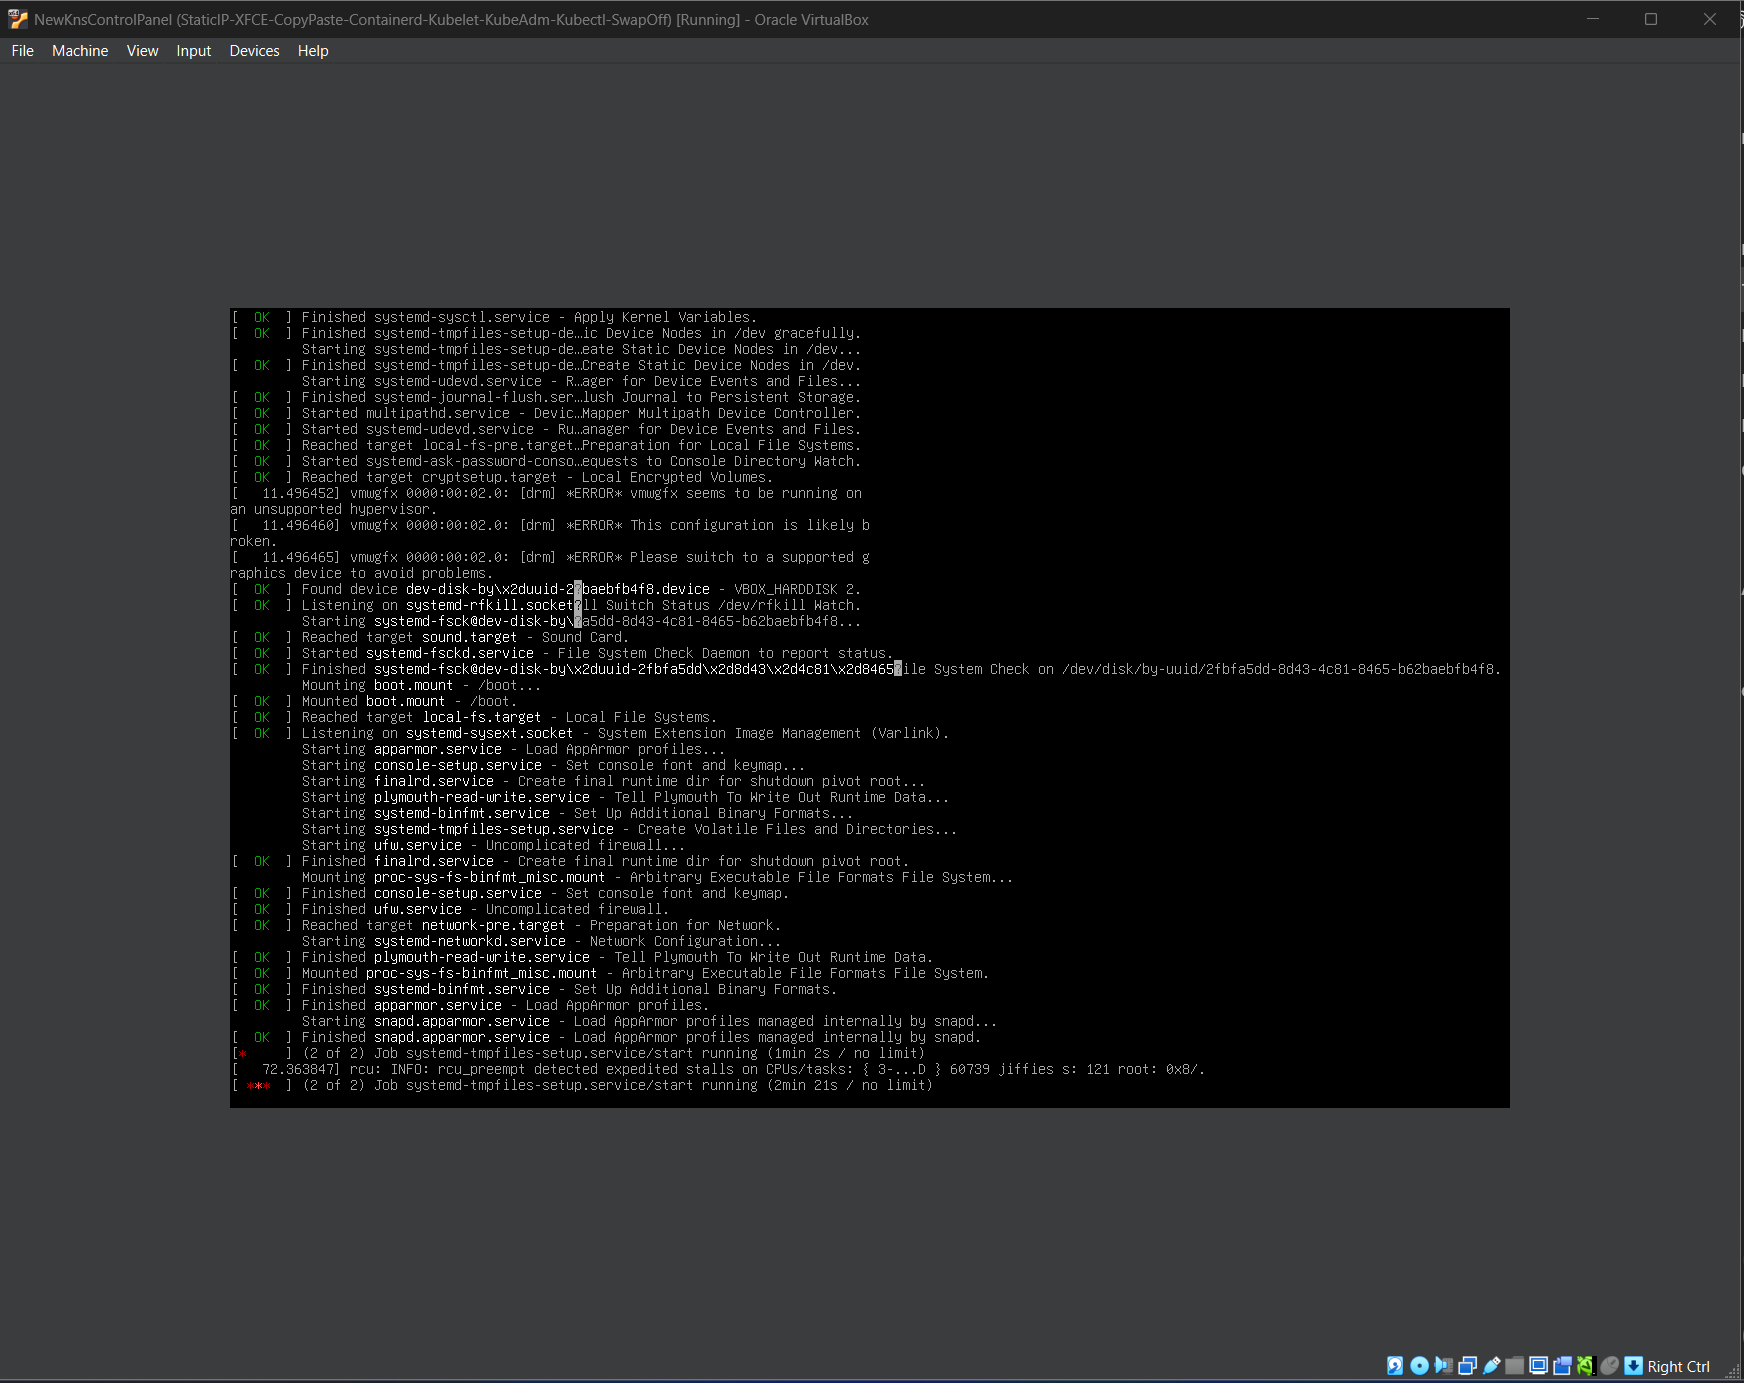 NewKnsControlPanel (StaticIP-XFCE-CopyPaste-Containerd-Kubelet-KubeAdm-Kubectl-SwapOff) [Running] - Oracle VirtualBox
File Machine View Input Devices Help
[ OK ] Finished systemd-sysctl.service - Apply Kernel Variables.
[ OK ] Finished systemd-tmpfiles-setup-de…ic Device Nodes in /dev gracefully.
Starting systemd-tmpfiles-setup-de…eate Static Device Nodes in /dev...
[ OK ] Finished systemd-tmpfiles-setup-de…Create Static Device Nodes in /dev.
Starting systemd-udevd.service - R…ager for Device Events and Files...
[ OK ] Finished systemd-journal-flush.ser…lush Journal to Persistent Storage.
[ OK ] Started multipathd.service - Devic…Mapper Multipath Device Controller.
[ OK ] Started systemd-udevd.service - Ru…anager for Device Events and Files.
[ OK ] Reached target local-fs-pre.target…Preparation for Local File Systems.
[ OK ] Started systemd-ask-password-conso…equests to Console Directory Watch.
[ OK ] Reached target cryptsetup.target - Local Encrypted Volumes.
[ 11.496452] vmwgfx 0000:00:02.0: [drm] *ERROR* vmwgfx seems to be running on
an unsupported hypervisor.
[ 11.496460] vmwgfx 0000:00:02.0: [drm] *ERROR* This configuration is likely b
roken.
[ 11.496465] vmwgfx 0000:00:02.0: [drm] *ERROR* Please switch to a supported g
raphics device to avoid problems.
[ OK ] Found device dev-disk-by\x2duuid-2?baebfb4f8.device - VBOX_HARDDISK 2.
[ OK ] Listening on systemd-rfkill.socket?ll Switch Status /dev/rfkill Watch.
Starting systemd-fsck@dev-disk-by\?a5dd-8d43-4c81-8465-b62baebfb4f8...
[ OK ] Reached target sound.target - Sound Card.
[ OK ] Started systemd-fsckd.service - File System Check Daemon to report status.
[ OK ] Finished systemd-fsck@dev-disk-by\x2duuid-2fbfa5dd\x2d8d43\x2d4c81\x2d8465?ile System Check on /dev/disk/by-uuid/2fbfa5dd-8d43-4c81-8465-b62baebfb4f8.
Mounting boot.mount - /boot...
[ OK ] Mounted boot.mount - /boot.
[ OK ] Reached target local-fs.target - Local File Systems.
[ OK ] Listening on systemd-sysext.socket - System Extension Image Management (Varlink).
Starting apparmor.service - Load AppArmor profiles...
Starting console-setup.service - Set console font and keymap...
Starting finalrd.service - Create final runtime dir for shutdown pivot root...
Starting plymouth-read-write.service - Tell Plymouth To Write Out Runtime Data...
Starting systemd-binfmt.service - Set Up Additional Binary Formats...
Starting systemd-tmpfiles-setup.service - Create Volatile Files and Directories...
Starting ufw.service - Uncomplicated firewall...
[ OK ] Finished finalrd.service - Create final runtime dir for shutdown pivot root.
Mounting proc-sys-fs-binfmt_misc.mount - Arbitrary Executable File Formats File System...
[ OK ] Finished console-setup.service - Set console font and keymap.
[ OK ] Finished ufw.service - Uncomplicated firewall.
[ OK ] Reached target network-pre.target - Preparation for Network.
Starting systemd-networkd.service - Network Configuration...
[ OK ] Finished plymouth-read-write.service - Tell Plymouth To Write Out Runtime Data.
[ OK ] Mounted proc-sys-fs-binfmt_misc.mount - Arbitrary Executable File Formats File System.
[ OK ] Finished systemd-binfmt.service - Set Up Additional Binary Formats.
[ OK ] Finished apparmor.service - Load AppArmor profiles.
Starting snapd.apparmor.service - Load AppArmor profiles managed internally by snapd...
[ OK ] Finished snapd.apparmor.service - Load AppArmor profiles managed internally by snapd.
[* ] (2 of 2) Job systemd-tmpfiles-setup.service/start running (1min 2s / no limit)
[ 72.363847] rcu: INFO: rcu_preempt detected expedited stalls on CPUs/tasks: { 3-...D } 60739 jiffies s: 121 root: 0x8/.
[ *** ] (2 of 2) Job systemd-tmpfiles-setup.service/start running (2min 21s / no limit)
Right Ctrl